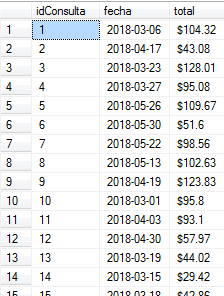 idConsulta fecha total
1 1 2018-03-06 $104.32
2 2 2018-04-17 $43.08
3 3 2018-03-23 $128.01
4 4 2018-03-27 $95.08
5 5 2018-05-26 $109.67
6 6 2018-05-30 $51.6
7 7 2018-05-22 $98.56
8 8 2018-05-13 $102.63
9 9 2018-04-19 $123.83
10 10 2018-03-01 $95.8
11 11 2018-04-03 $93.1
12 12 2018-04-30 $57.97
13 13 2018-03-19 $44.02
14 14 2018-03-15 $29.42
15 15 2018-03-18 $42.86